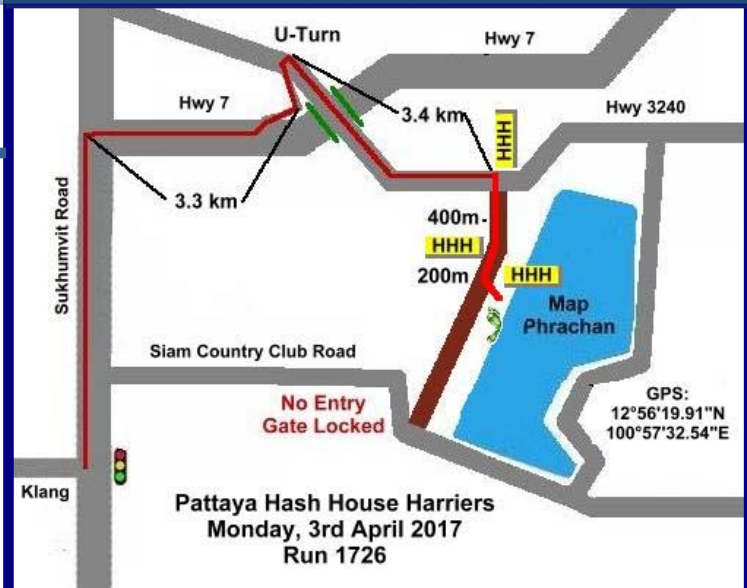 U-Turn
Hwy 7
Hwy 7
3.4 km
HHH
Hwy 3240
3.3 km
Sukhumvit Road
400m
HHH
200m
HHH
Map
Phrachan
Siam Country Club Road
No Entry
Gate Locked
GPS:
12°56'19.91"N
100°57'32.54"E
Klang
Pattaya Hash House Harriers
Monday, 3rd April 2017
Run 1726